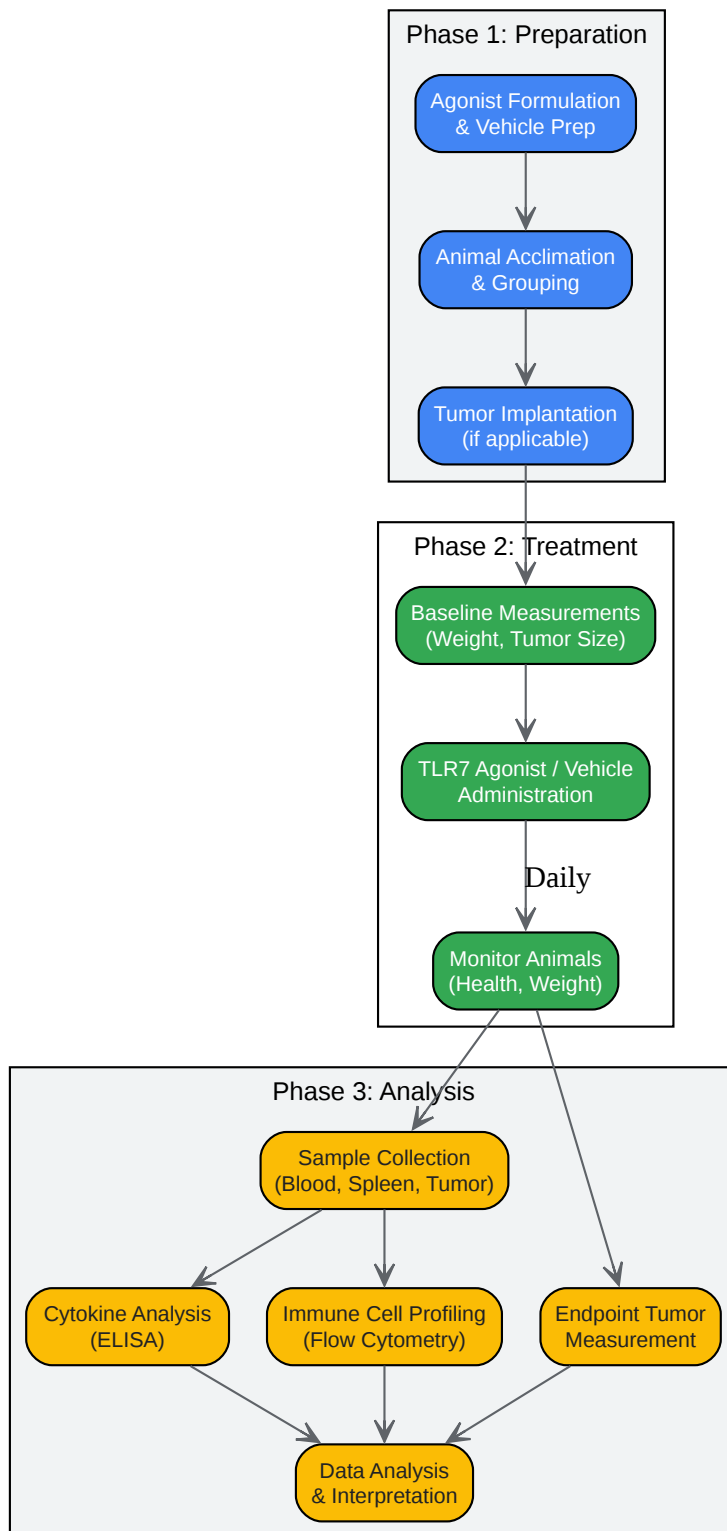 Phase 1: Preparation
Agonist Formulation
& Vehicle Prep
Animal Acclimation
& Grouping
Tumor Implantation
(if applicable)
Phase 2: Treatment
Baseline Measurements
(Weight, Tumor Size)
TLR7 Agonist / Vehicle
Administration
Daily
Monitor Animals
(Health, Weight)
Phase 3: Analysis
Sample Collection
(Blood, Spleen, Tumor)
Cytokine Analysis
(ELISA)
Immune Cell Profiling
(Flow Cytometry)
Endpoint Tumor
Measurement
Data Analysis
& Interpretation